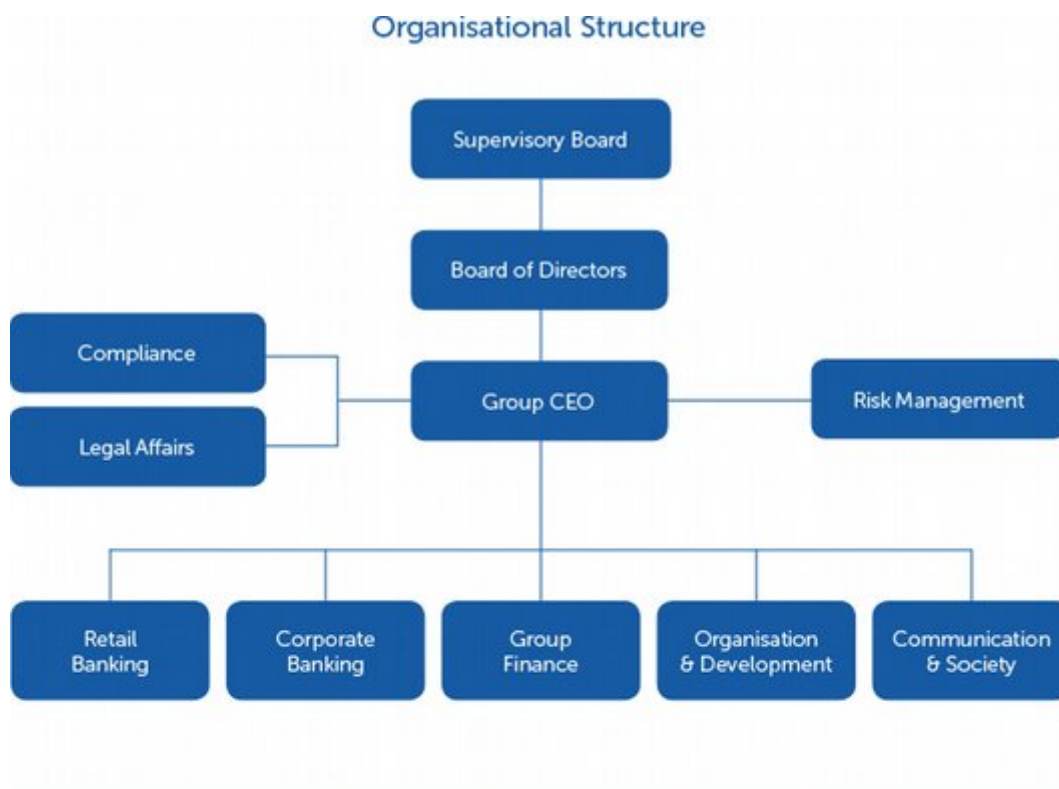 Organisational Structure
Supervisory Board
Board of Directors
Compliance
Group CEO
Risk Management
Legal Affairs
Retail
Banking
Corporate
Banking
Group
Finance
Organisation
& Development
Communication
& Society